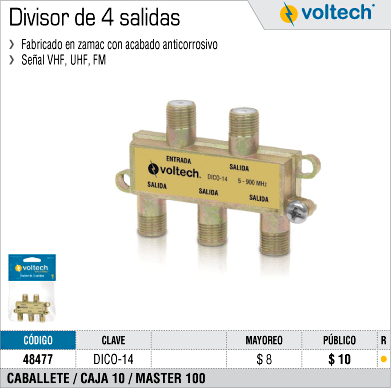 Divisor de 4 salidas
voltech®
Fabricado en zamac con acabado anticorrosivo
Señal VHF, UHF, FM
ENTRADA
SALIDA
voltech®
DICO-14
5 - 900 MHz
SALIDA
SALIDA
SALIDA
voltech
CÓDIGO CLAVE MAYOREO PÚBLICO R
48477 DICO-14 $ 8 $ 10
CABALLETE / CAJA 10 / MASTER 100